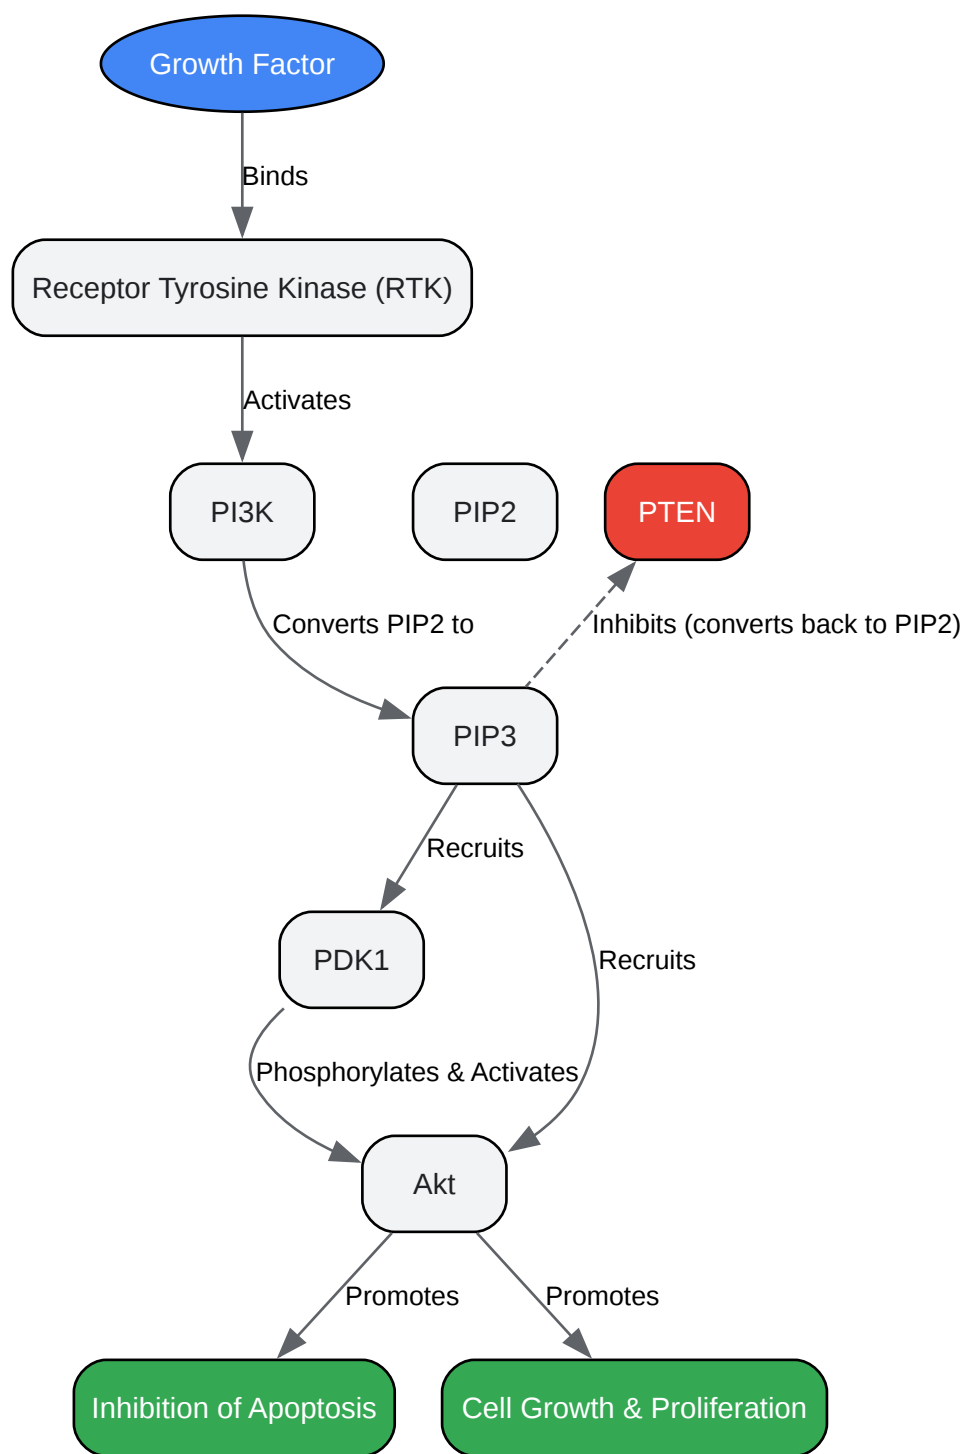 Growth Factor
Binds
Receptor Tyrosine Kinase (RTK)
Activates
PI3K
PIP2
PTEN
Converts PIP2 to
Inhibits (converts back to PIP2)
PIP3
Recruits
PDK1
Recruits
Phosphorylates & Activates
Akt
Promotes
Promotes
Inhibition of Apoptosis
Cell Growth & Proliferation